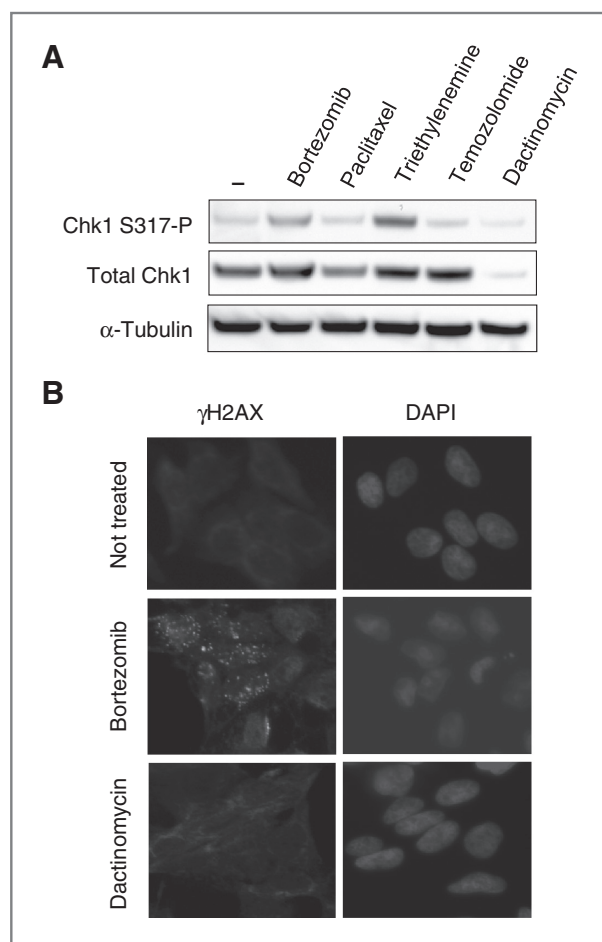 A
–
Bortezomib
Paclitaxel
Triethylenemine
Temozolomide
Dactinomycin
Chk1 S317-P
Total Chk1
α-Tubulin
B
γH2AX
DAPI
Not treated
Bortezomib
Dactinomycin